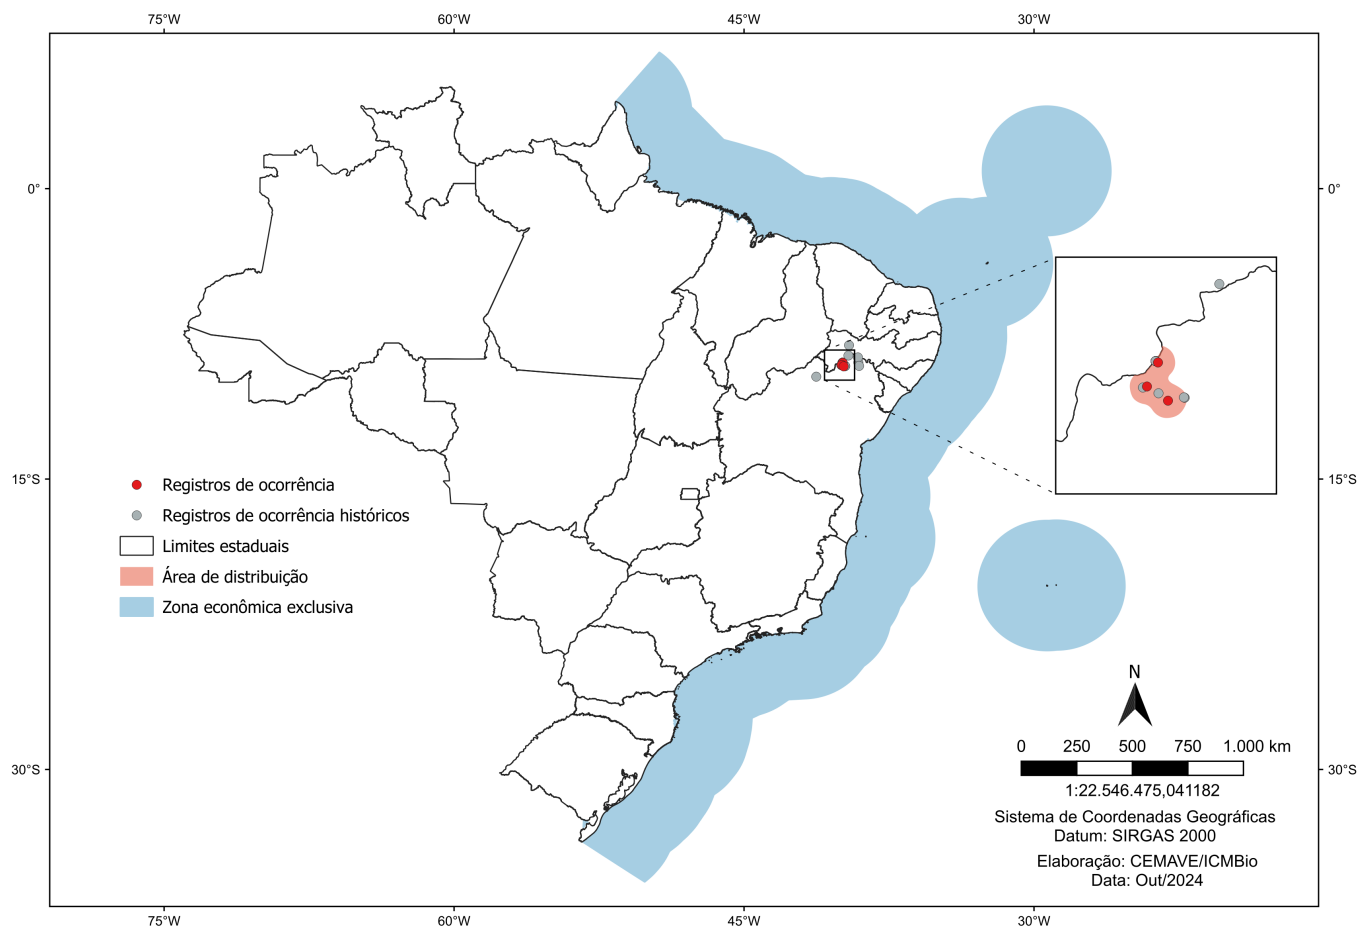 75°W 60°W 45°W 30°W
0° 0°
15°S 15°S
Registros de ocorrência
Registros de ocorrência históricos
Limites estaduais
Área de distribuição
Zona econômica exclusiva
N
0 250 500 750 1.000 km
30°S 30°S
1:22.546.475,041182
Sistema de Coordenadas Geográficas
Datum: SIRGAS 2000
Elaboração: CEMAVE/ICMBio
Data: Out/2024
75°W 60°W 45°W 30°W